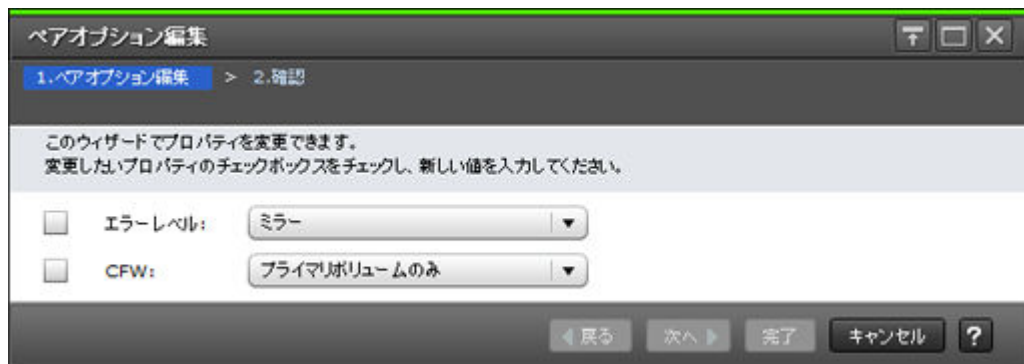 ペアオプション編集
1.ペアオプション編集 > 2.確認
このウィザードでプロパティを変更できます。
変更したいプロパティのチェックボックスをチェックし、新しい値を入力してください。
エラーレベル: ミラー
CFW: プライマリボリュームのみ
戻る 次へ 完了 キャンセル ?